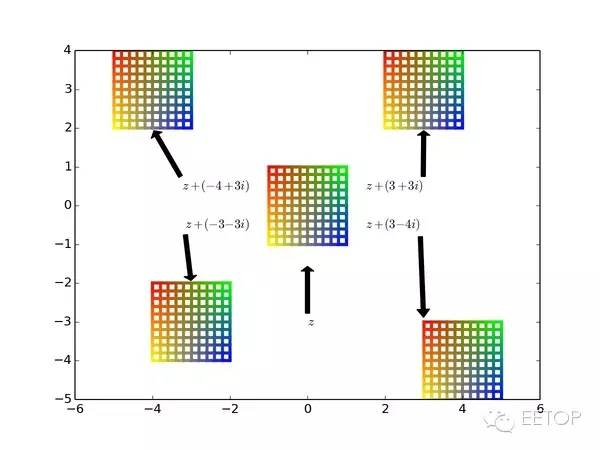 4
3
2
1
0
−1
−2
−3
−4
−5
−6
−4
−2
0
2
4
6
z+(−4+3i)
z+(3+3i)
z+(−3−3i)
z+(3−4i)
z
EETOP